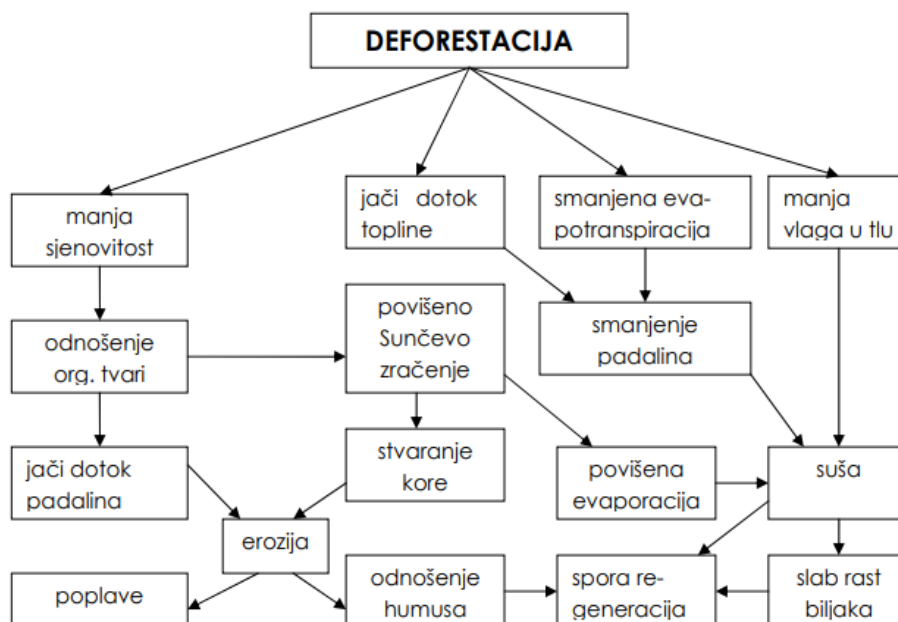 DEFORESTACIJA
manja
sjenovitost
jači dotok
topline
smanjena eva-
potranspiracija
manja
vlaga u tlu
odnošenje
org. tvari
povišeno
Sunčevo
zračenje
smanjenje
padalina
jači dotok
padalina
stvaranje
kore
povišena
evaporacija
suša
erozija
poplave
odnošenje
humusa
spora re-
generacija
slab rast
biljaka